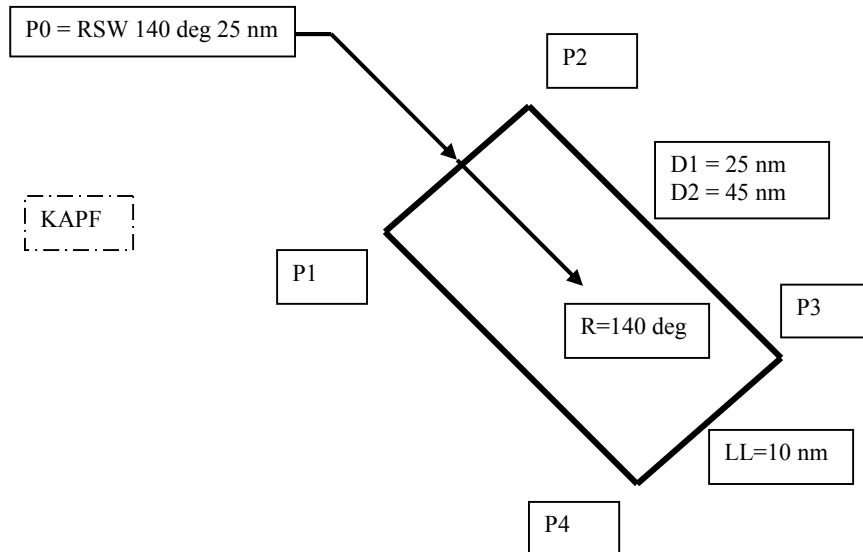 P0 = RSW 140 deg 25 nm
P2
D1 = 25 nm
D2 = 45 nm
KAPF
P1
P3
R=140 deg
LL=10 nm
P4